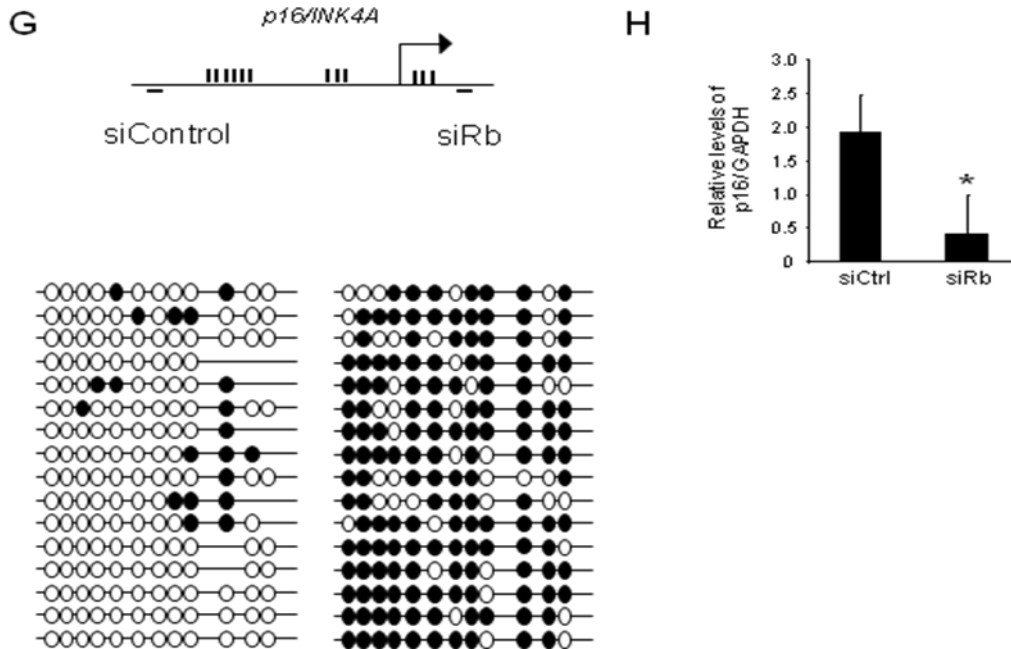 G
p16/INK4A
siControl
siRb
H
Relative levels of
p16/GAPDH
3.0
2.5
2.0
1.5
1.0
0.5
0
*
siCtrl
siRb